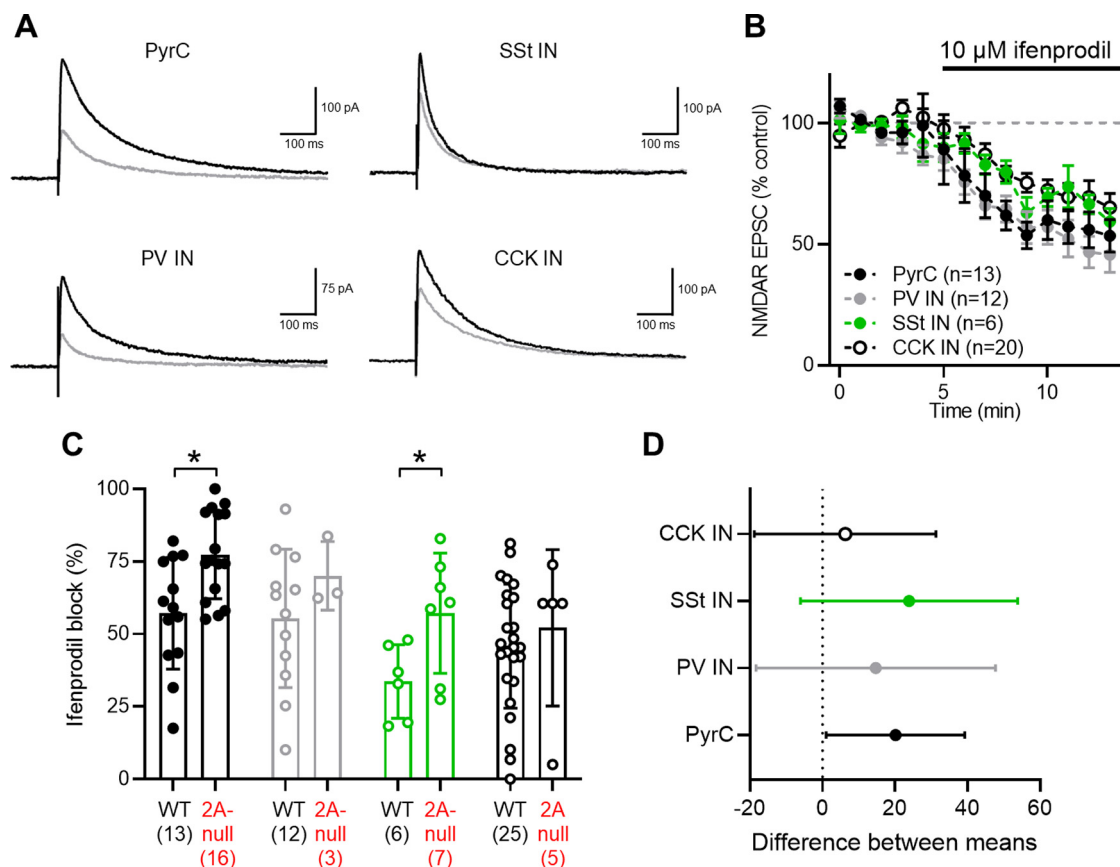 A
PyrC
100 pA
100 ms
SSt IN
100 pA
100 ms
PV IN
75 pA
100 ms
CCK IN
100 pA
100 ms
B
10 µM ifenprodil
NMDAR EPSC (% control)
100
50
0
PyrC (n=13)
PV IN (n=12)
SSt IN (n=6)
CCK IN (n=20)
0
5
10
Time (min)
C
*
*
Ifenprodil block (%)
100
75
50
25
0
WT
(13)
2A-
null
(16)
WT
(12)
2A-
null
(3)
WT
(6)
2A-
null
(7)
WT
(25)
2A
null
(5)
D
CCK IN
SSt IN
PV IN
PyrC
-20
0
20
40
60
Difference between means